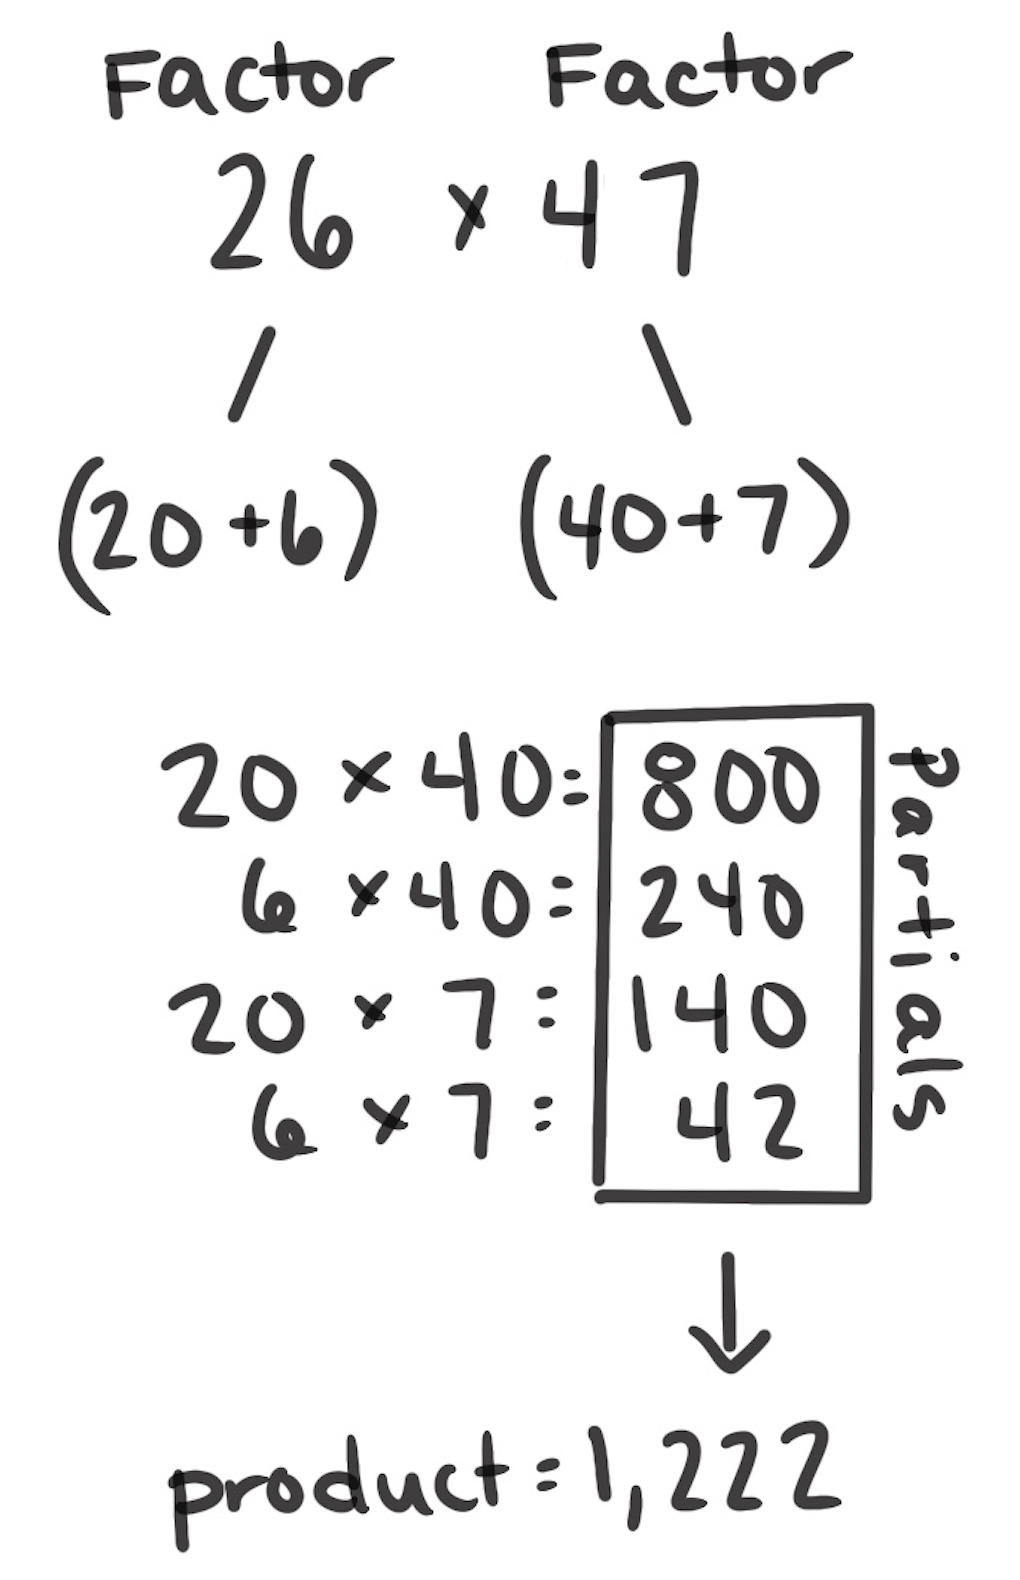 Factor Factor
26 × 47
(20+6) (40+7)
20 × 40= 800
6 × 40= 240
20 × 7= 140
6 × 7= 42
Partials
product=1,222